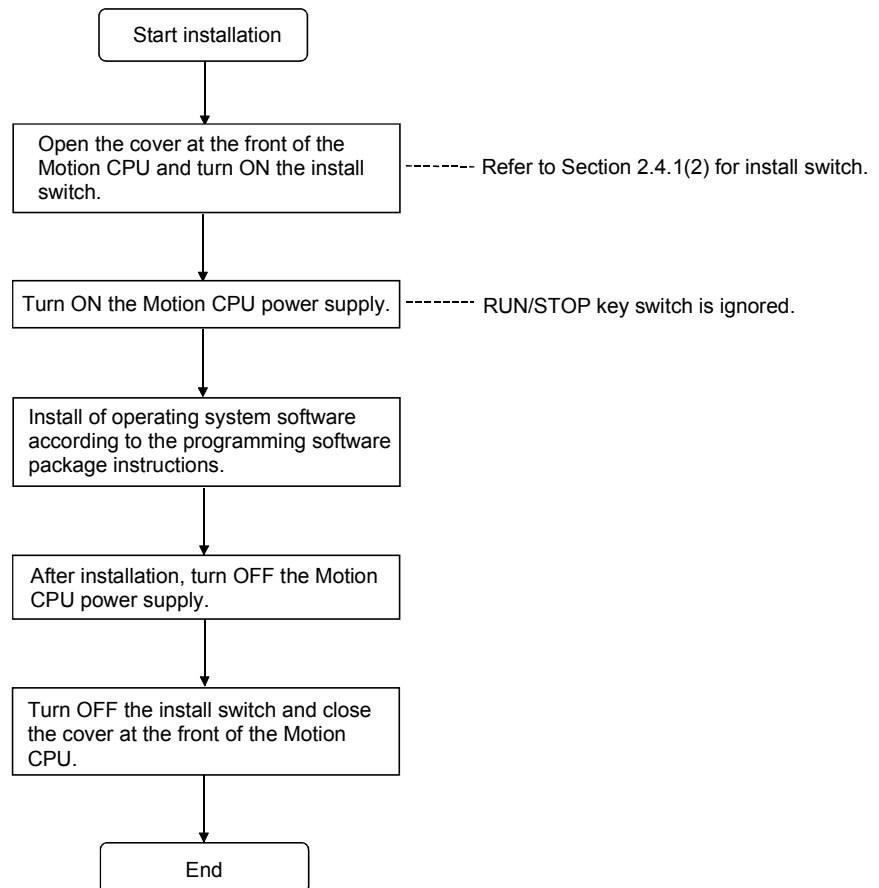 Start installation
Open the cover at the front of the
Motion CPU and turn ON the install
switch.
Refer to Section 2.4.1(2) for install switch.
Turn ON the Motion CPU power supply.
RUN/STOP key switch is ignored.
Install of operating system software
according to the programming software
package instructions.
After installation, turn OFF the Motion
CPU power supply.
Turn OFF the install switch and close
the cover at the front of the Motion
CPU.
End